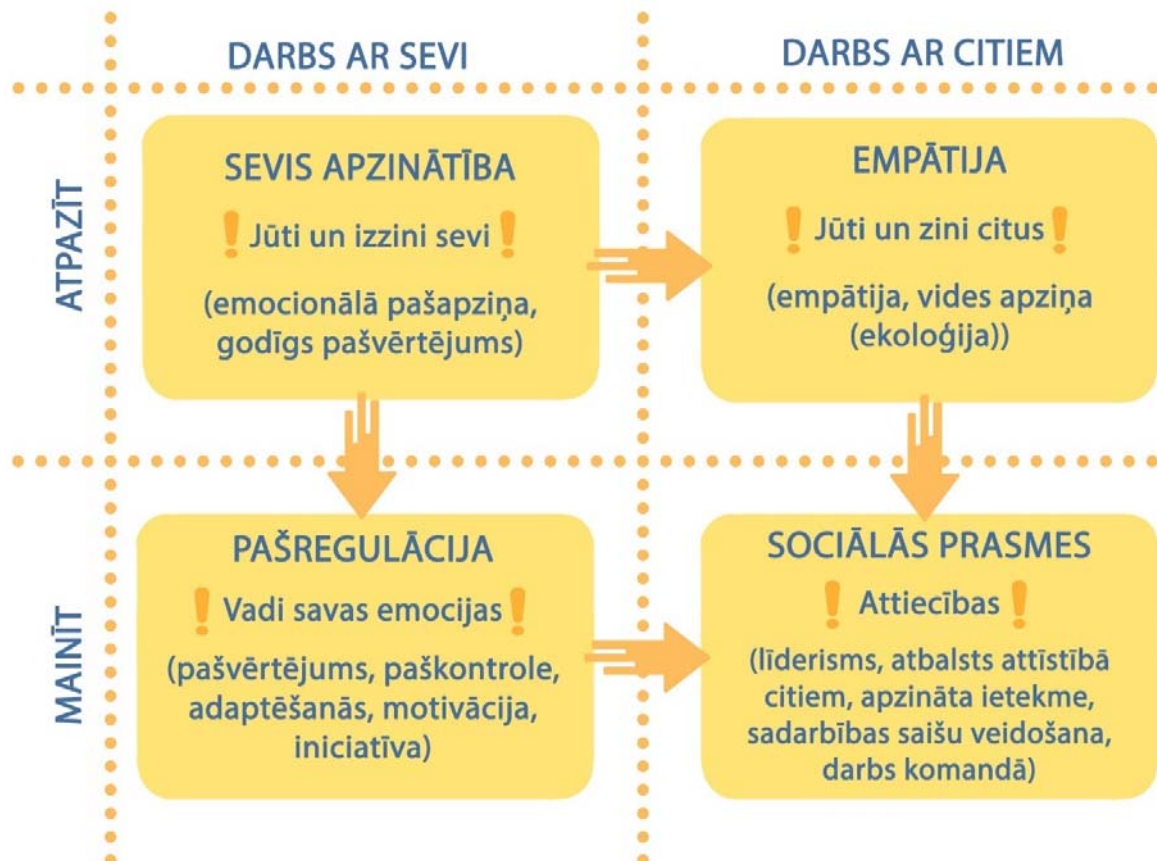 DARBS AR SEVI
DARBS AR CITIEM
ATPAZĪT
SEVIS APZINĀTĪBA
! Jūti un izzini sevi !
(emocionālā pašapziņa,
godīgs pašvērtējums)
EMPĀTIJA
! Jūti un zini citus !
(empātija, vides apziņa
(ekoloģija))
MAINĪT
PAŠREGULĀCIJA
! Vadi savas emocijas !
(pašvērtējums, paškontrole,
adaptēšanās, motivācija,
iniciatīva)
SOCIĀLĀS PRASMES
! Attiecības !
(līderisms, atbalsts attīstībā
citiem, apzināta ietekme,
sadarbības saišu veidošana,
darbs komandā)